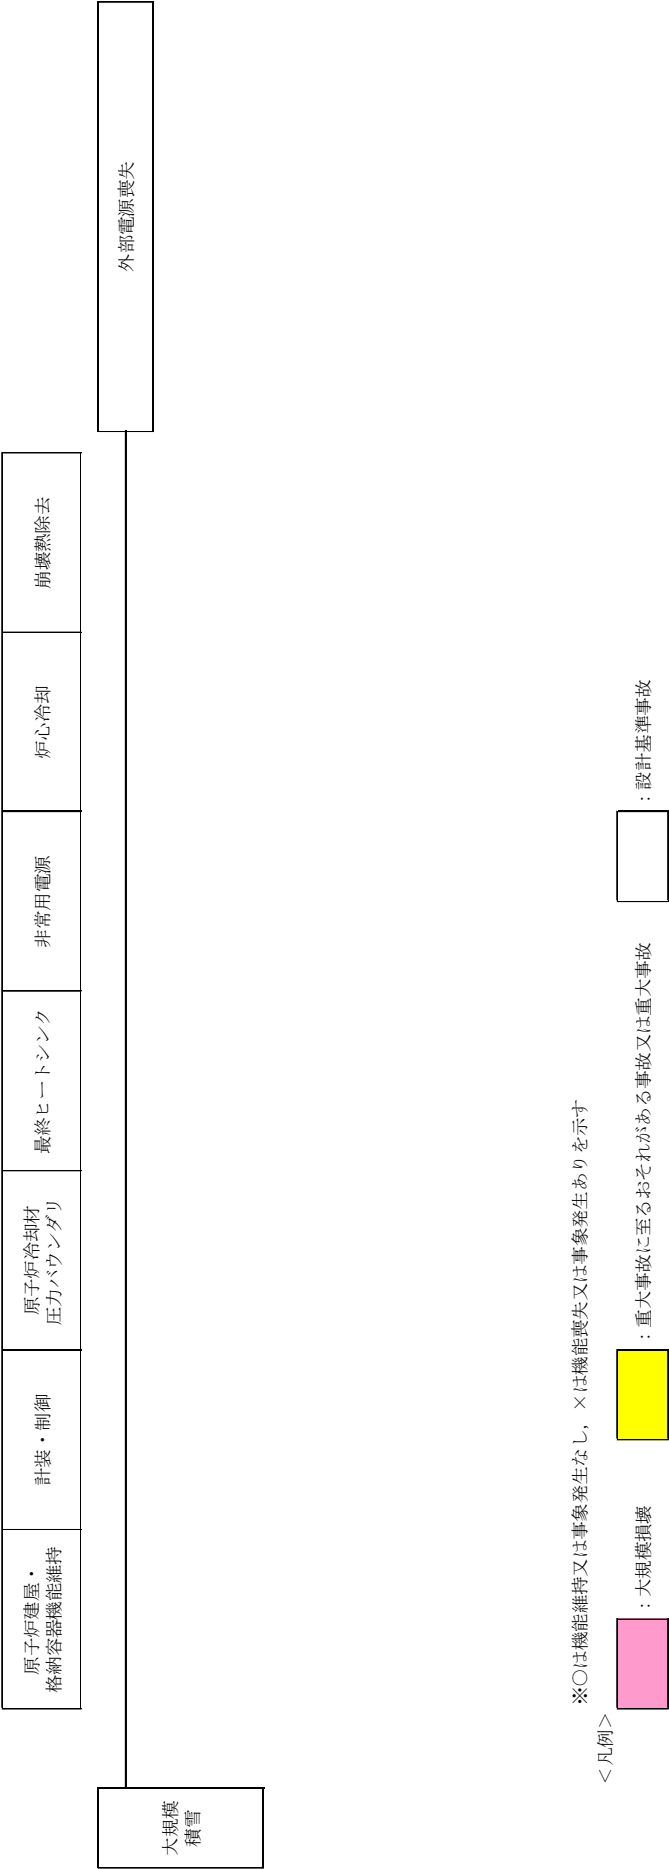 大規模
積雪
原子炉建屋・
格納容器機能維持
計装・制御
原子炉冷却材
圧力バウンダリ
最終ヒートシンク
非常用電源
炉心冷却
崩壊熱除去
外部電源喪失
※○は機能維持又は事象発生なし，×は機能喪失又は事象発生ありを示す
＜凡例＞
：大規模損壊
：重大事故に至るおそれがある事故又は重大事故
：設計基準事故